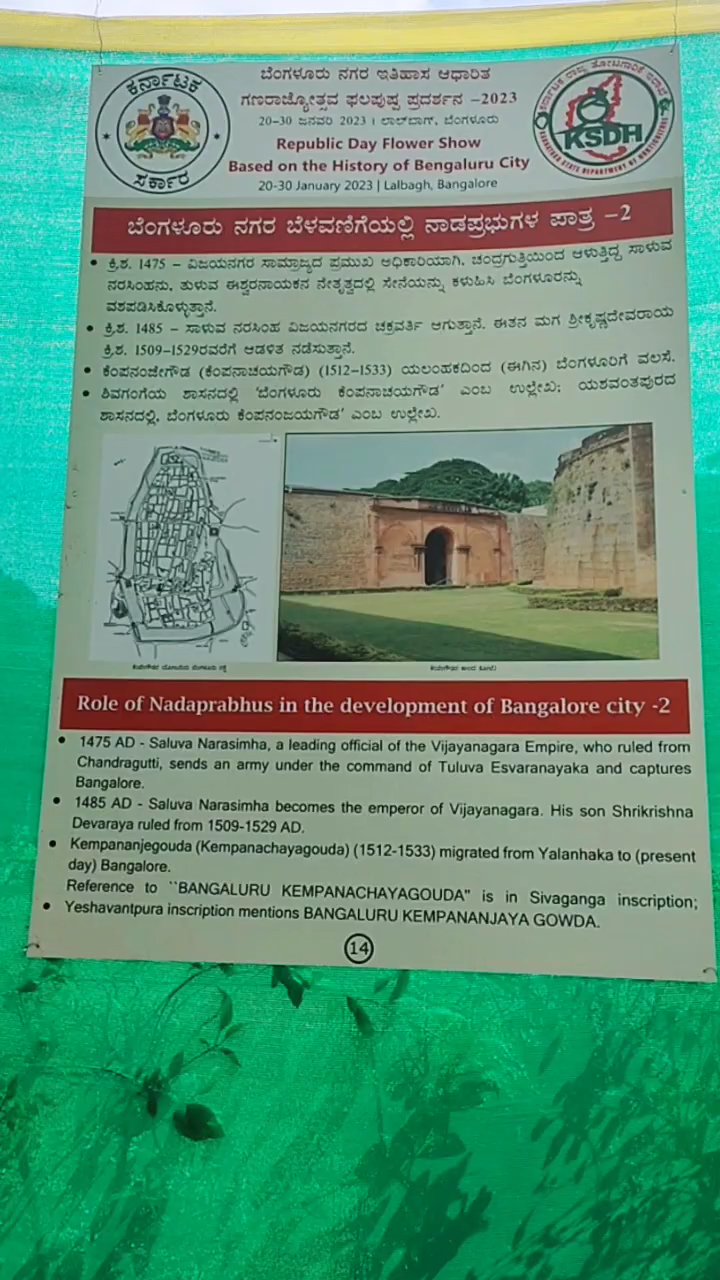 ಕರ್ನಾಟಕ
ಸರ್ಕಾರ
ಬೆಂಗಳೂರು ನಗರ ಇತಿಹಾಸ ಆಧಾರಿತ
ಗಣರಾಜ್ಯೋತ್ಸವ ಫಲಪುಷ್ಪ ಪ್ರದರ್ಶನ -2023
20-30 ಜನವರಿ 2023 | ಲಾಲ್‌ಬಾಗ್, ಬೆಂಗಳೂರು
Republic Day Flower Show
Based on the History of Bengaluru City
20-30 January 2023 | Lalbagh, Bangalore
KSDH
KARNATAKA STATE DEPARTMENT OF HORTICULTURE
ಬೆಂಗಳೂರು ನಗರ ಬೆಳವಣಿಗೆಯಲ್ಲಿ ನಾಡಪ್ರಭುಗಳ ಪಾತ್ರ -2
• ಕ್ರಿ.ಶ. 1475 – ವಿಜಯನಗರ ಸಾಮ್ರಾಜ್ಯದ ಪ್ರಮುಖ ಅಧಿಕಾರಿಯಾಗಿ, ಚಂದ್ರಗುತ್ತಿಯಿಂದ ಆಳುತ್ತಿದ್ದ ಸಾಳುವ
ನರಸಿಂಹನು, ತುಳುವ ಈಶ್ವರನಾಯಕನ ನೇತೃತ್ವದಲ್ಲಿ ಸೇನೆಯನ್ನು ಕಳುಹಿಸಿ ಬೆಂಗಳೂರನ್ನು
ವಶಪಡಿಸಿಕೊಳ್ಳುತ್ತಾನೆ.
• ಕ್ರಿ.ಶ. 1485 – ಸಾಳುವ ನರಸಿಂಹ ವಿಜಯನಗರದ ಚಕ್ರವರ್ತಿ ಆಗುತ್ತಾನೆ. ಈತನ ಮಗ ಶ್ರೀಕೃಷ್ಣದೇವರಾಯ
ಕ್ರಿ.ಶ. 1509-1529ರವರೆಗೆ ಆಡಳಿತ ನಡೆಸುತ್ತಾನೆ.
• ಕೆಂಪನಂಜೇಗೌಡ (ಕೆಂಪನಾಚಯಗೌಡ) (1512-1533) ಯಲಂಹಕದಿಂದ (ಈಗಿನ) ಬೆಂಗಳೂರಿಗೆ ವಲಸೆ.
• ಶಿವಗಂಗೆಯ ಶಾಸನದಲ್ಲಿ 'ಬೆಂಗಳೂರು ಕೆಂಪನಾಚಯಗೌಡ' ಎಂಬ ಉಲ್ಲೇಖ; ಯಶವಂತಪುರದ
ಶಾಸನದಲ್ಲಿ, ಬೆಂಗಳೂರು ಕೆಂಪನಂಜಯಗೌಡ' ಎಂಬ ಉಲ್ಲೇಖ.
Role of Nadaprabhus in the development of Bangalore city -2
• 1475 AD - Saluva Narasimha, a leading official of the Vijayanagara Empire, who ruled from
Chandragutti, sends an army under the command of Tuluva Esvaranayaka and captures
Bangalore.
• 1485 AD - Saluva Narasimha becomes the emperor of Vijayanagara. His son Shrikrishna
Devaraya ruled from 1509-1529 AD.
• Kempananjegouda (Kempanachayagouda) (1512-1533) migrated from Yalanhaka to (present
day) Bangalore.
Reference to ``BANGALURU KEMPANACHAYAGOUDA" is in Sivaganga inscription;
• Yeshavantpura inscription mentions BANGALURU KEMPANANJAYA GOWDA.
14